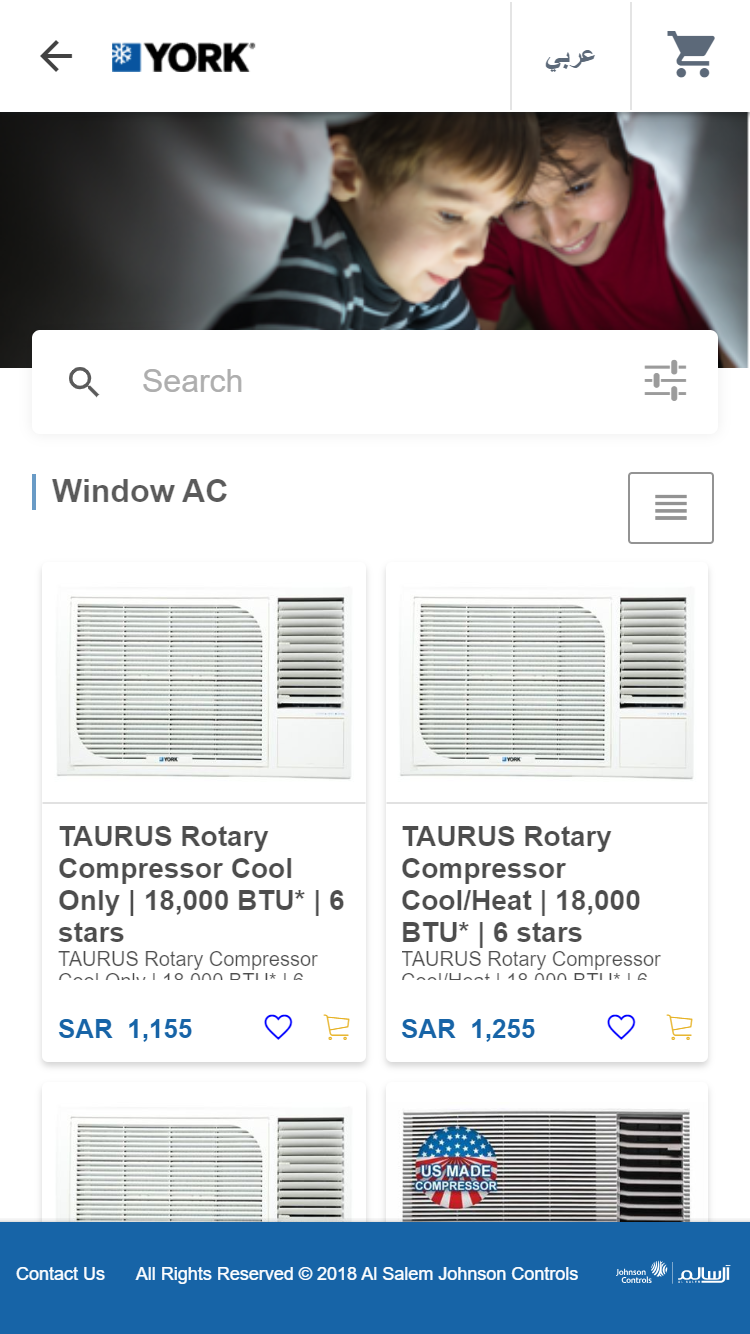 YORK®
عربي
Search
Window AC
YORK
YORK
TAURUS Rotary
Compressor Cool
Only | 18,000 BTU* | 6
stars
TAURUS Rotary Compressor
Cool Only | 18,000 BTU* | 6
SAR 1,155
TAURUS Rotary
Compressor
Cool/Heat | 18,000
BTU* | 6 stars
TAURUS Rotary Compressor
Cool/Heat | 18,000 BTU* | 6
SAR 1,255
US MADE
COMPRESSOR
Contact Us
All Rights Reserved © 2018 Al Salem Johnson Controls
Johnson
Controls
السالم
AL SALEM